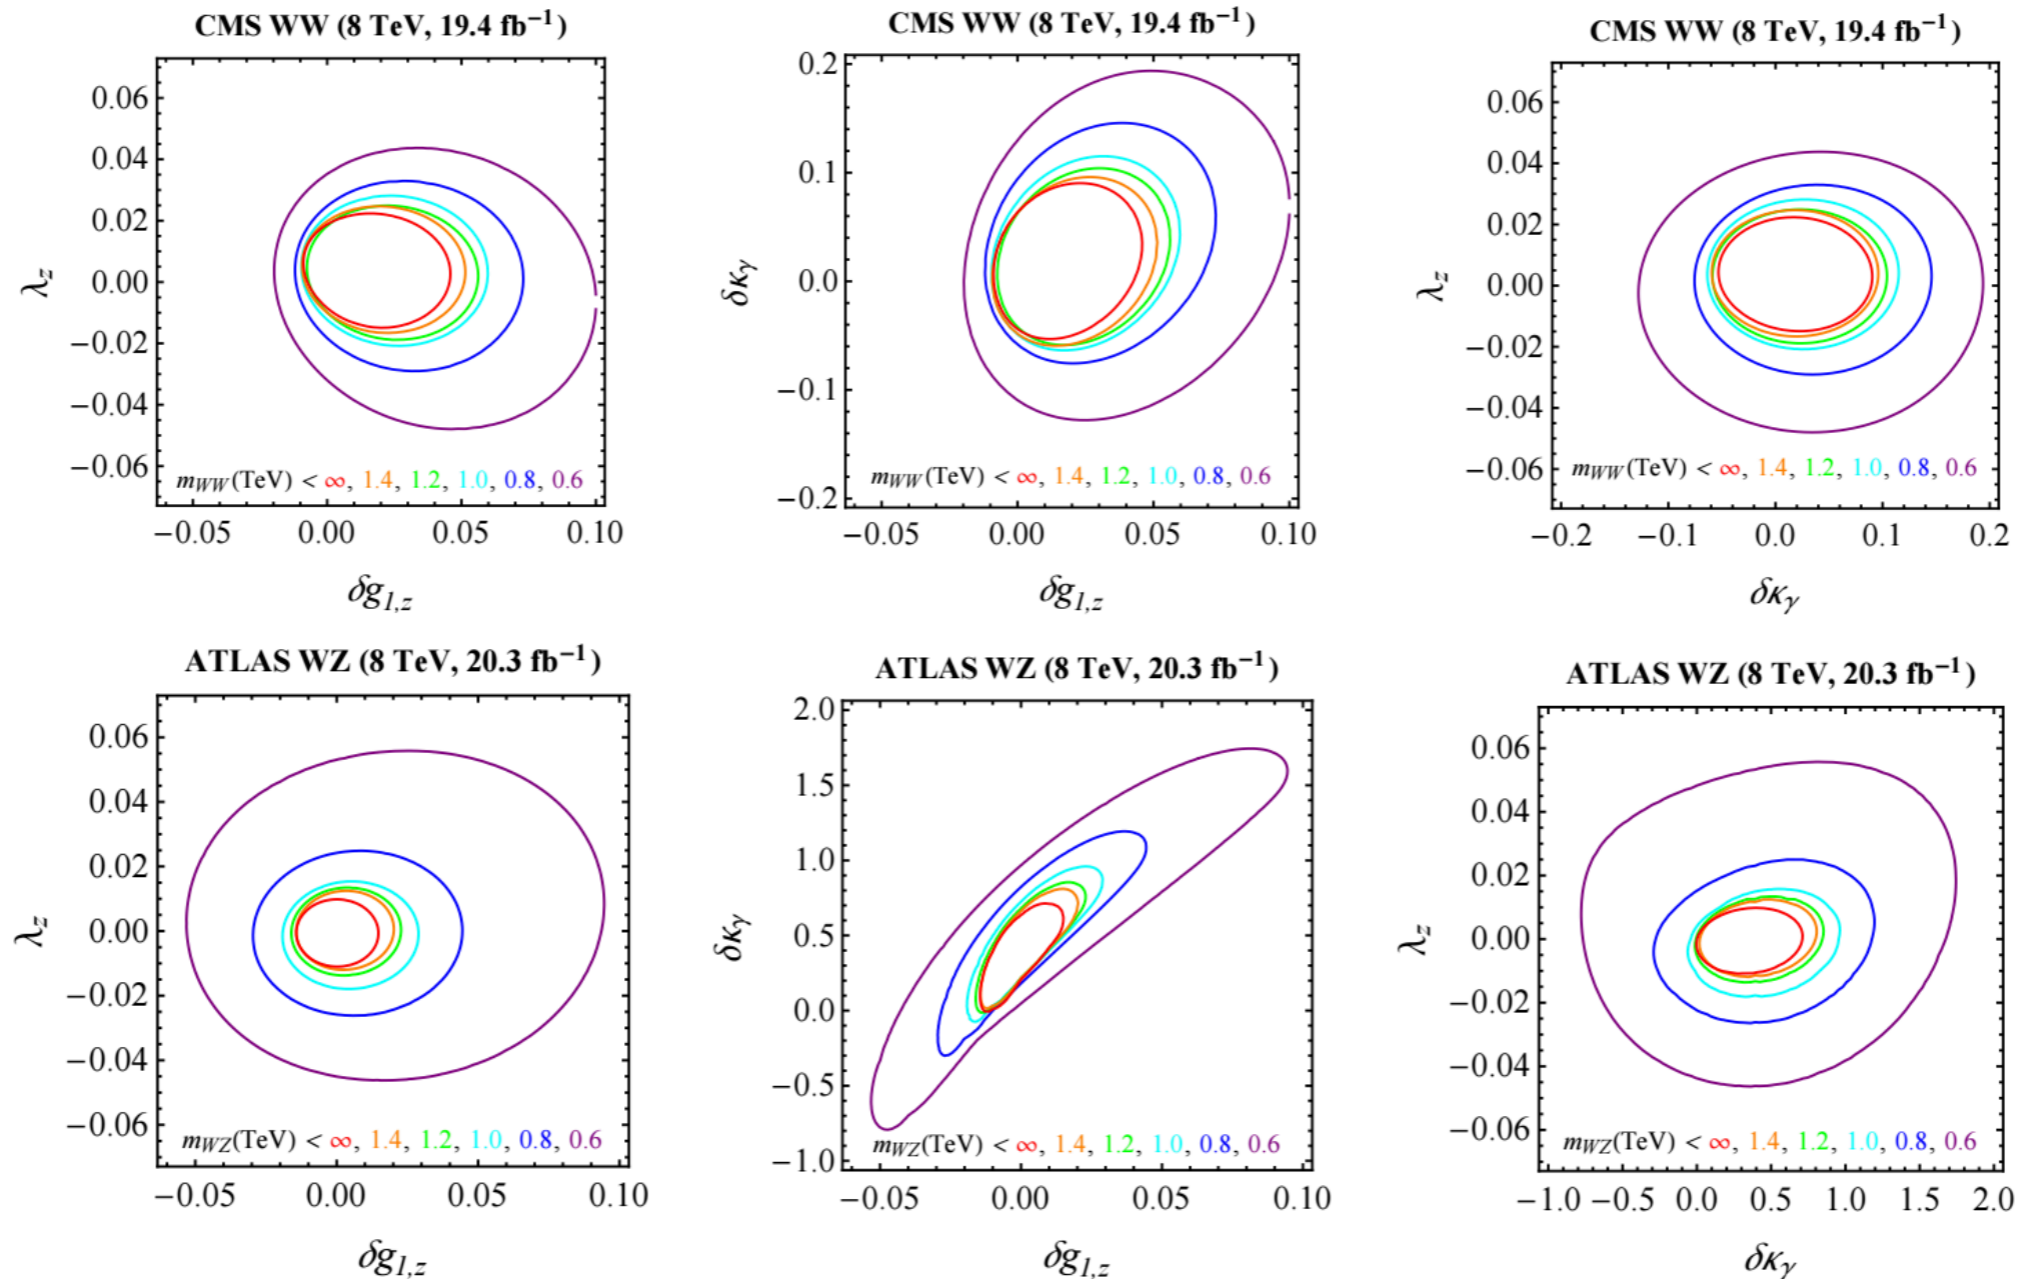 CMS WW (8 TeV, 19.4 fb⁻¹)
0.06
0.04
0.02
0.00
−0.02
−0.04
−0.06
λz
mWW(TeV) < ∞, 1.4, 1.2, 1.0, 0.8, 0.6
−0.05 0.00 0.05 0.10
δg1,z
CMS WW (8 TeV, 19.4 fb⁻¹)
0.2
0.1
0.0
−0.1
−0.2
δκγ
mWW(TeV) < ∞, 1.4, 1.2, 1.0, 0.8, 0.6
−0.05 0.00 0.05 0.10
δg1,z
CMS WW (8 TeV, 19.4 fb⁻¹)
0.06
0.04
0.02
0.00
−0.02
−0.04
−0.06
λz
mWW(TeV) < ∞, 1.4, 1.2, 1.0, 0.8, 0.6
−0.2 −0.1 0.0 0.1 0.2
δκγ
ATLAS WZ (8 TeV, 20.3 fb⁻¹)
0.06
0.04
0.02
0.00
−0.02
−0.04
−0.06
λz
mWZ(TeV) < ∞, 1.4, 1.2, 1.0, 0.8, 0.6
−0.05 0.00 0.05 0.10
δg1,z
ATLAS WZ (8 TeV, 20.3 fb⁻¹)
2.0
1.5
1.0
0.5
0.0
−0.5
−1.0
δκγ
mWZ(TeV) < ∞, 1.4, 1.2, 1.0, 0.8, 0.6
−0.05 0.00 0.05 0.10
δg1,z
ATLAS WZ (8 TeV, 20.3 fb⁻¹)
0.06
0.04
0.02
0.00
−0.02
−0.04
−0.06
λz
mWZ(TeV) < ∞, 1.4, 1.2, 1.0, 0.8, 0.6
−1.0 −0.5 0.0 0.5 1.0 1.5 2.0
δκγ